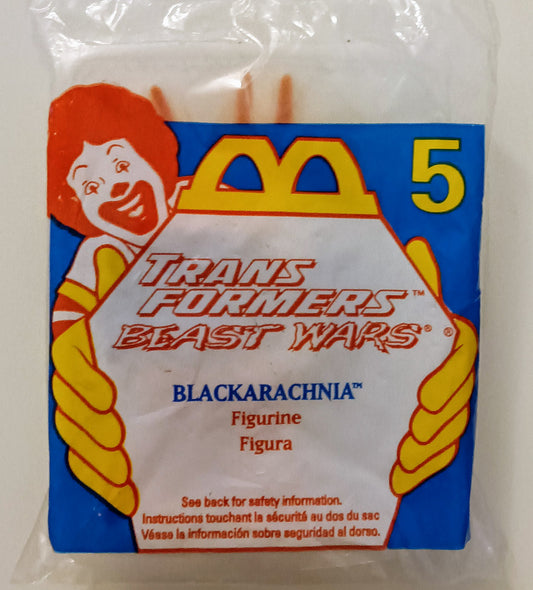 5
TRANS
FORMERS™
BEAST WARS® ®
BLACKARACHNIA™
Figurine
Figura
See back for safety information.
Instructions touchant la sécurité au dos du sac
Véase la información sobre seguridad al dorso.